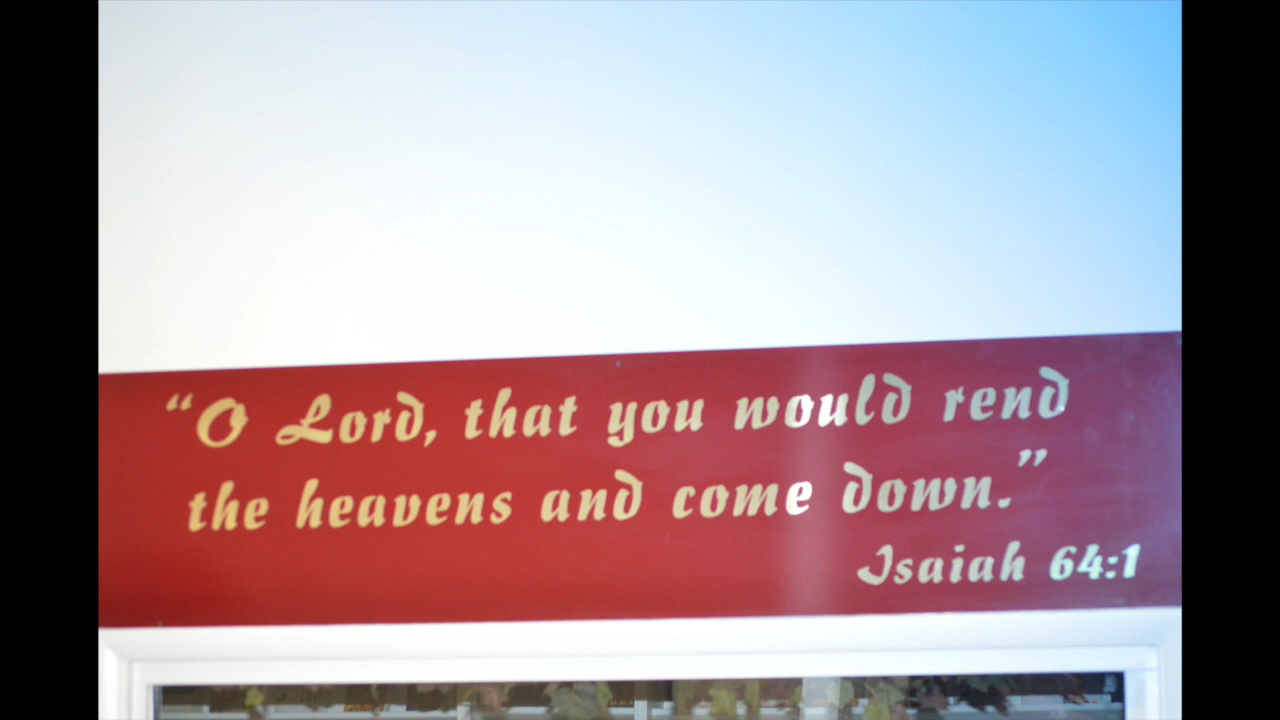 “O Lord, that you would rend
the heavens and come down.”
Isaiah 64:1